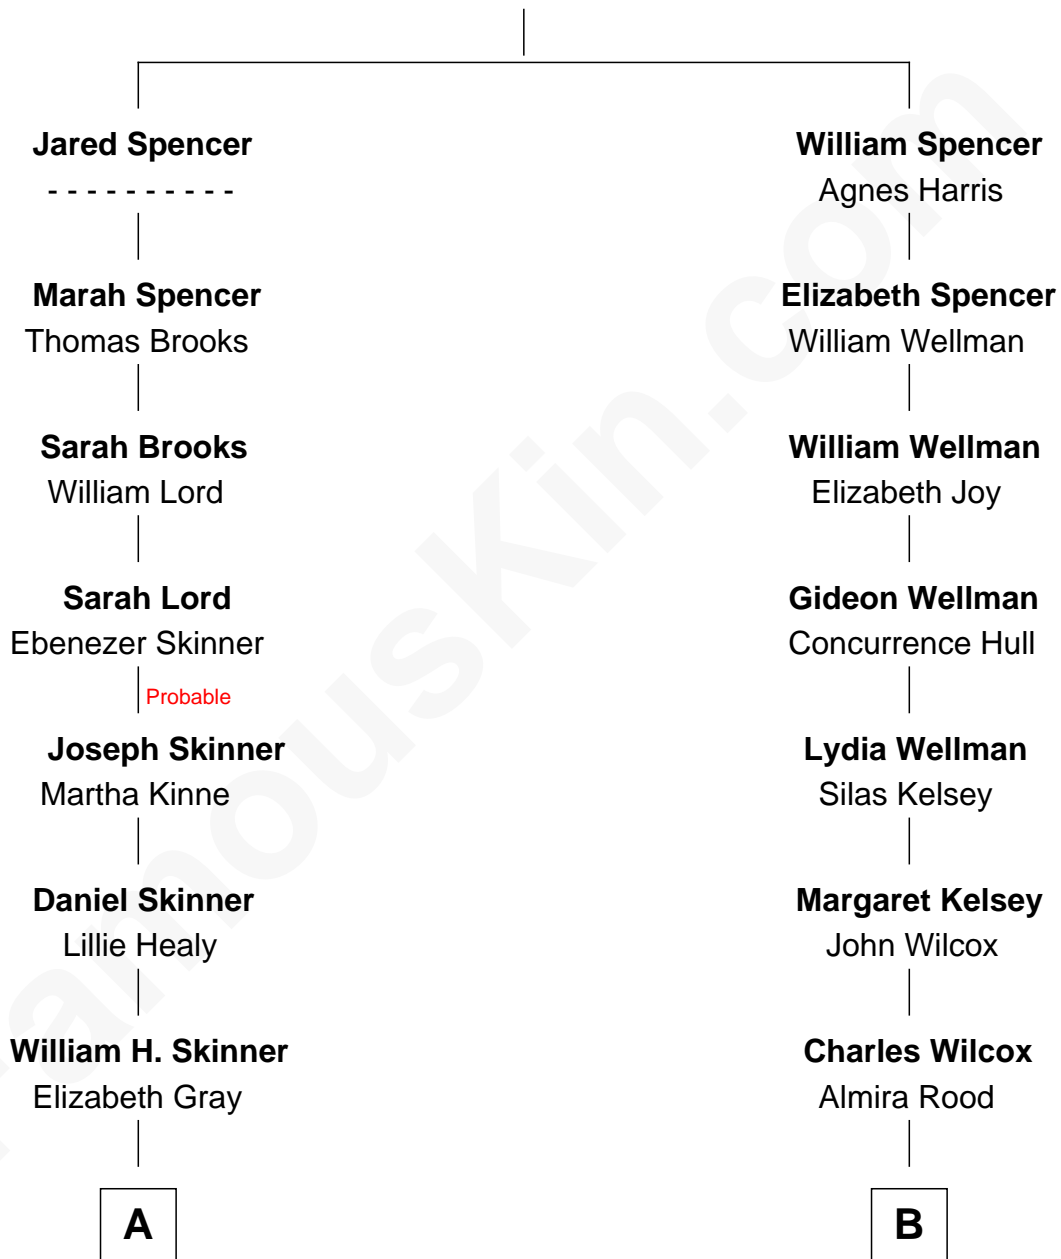 Jared Spencer
- - - - - - - - - -
Marah Spencer
Thomas Brooks
Sarah Brooks
William Lord
Sarah Lord
Ebenezer Skinner
Probable
Joseph Skinner
Martha Kinne
Daniel Skinner
Lillie Healy
William H. Skinner
Elizabeth Gray
A
William Spencer
Agnes Harris
Elizabeth Spencer
William Wellman
William Wellman
Elizabeth Joy
Gideon Wellman
Concurrence Hull
Lydia Wellman
Silas Kelsey
Margaret Kelsey
John Wilcox
Charles Wilcox
Almira Rood
B
FamousKin.com